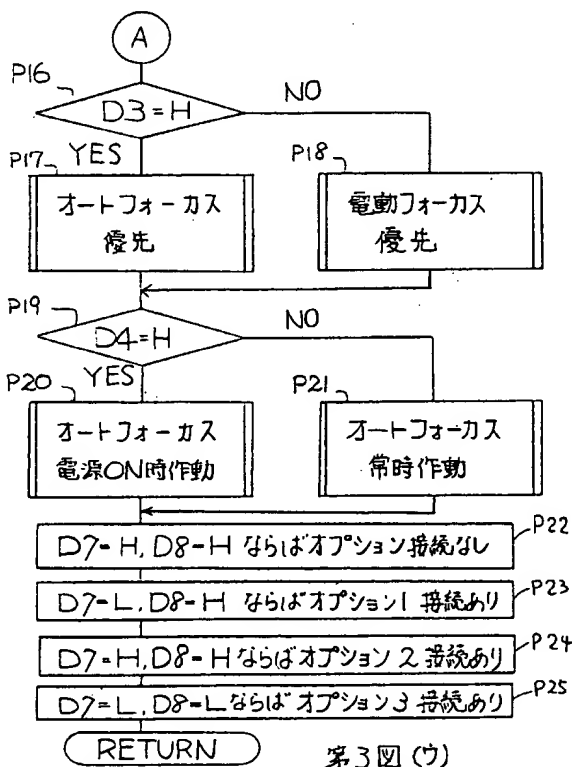 A
P16
D3=H
NO
YES
P17
オートフォーカス
優先
P18
電動フォーカス
優先
P19
D4=H
NO
YES
P20
オートフォーカス
電源ON時作動
P21
オートフォーカス
常時作動
D7=H, D8=H ならばオプション接続なし
P22
D7=L, D8=H ならばオプション1 接続あり
P23
D7=H, D8=H ならばオプション 2 接続あり
P24
D7=L, D8=L ならば オプション3 接続あり
P25
RETURN
第3図(ウ)